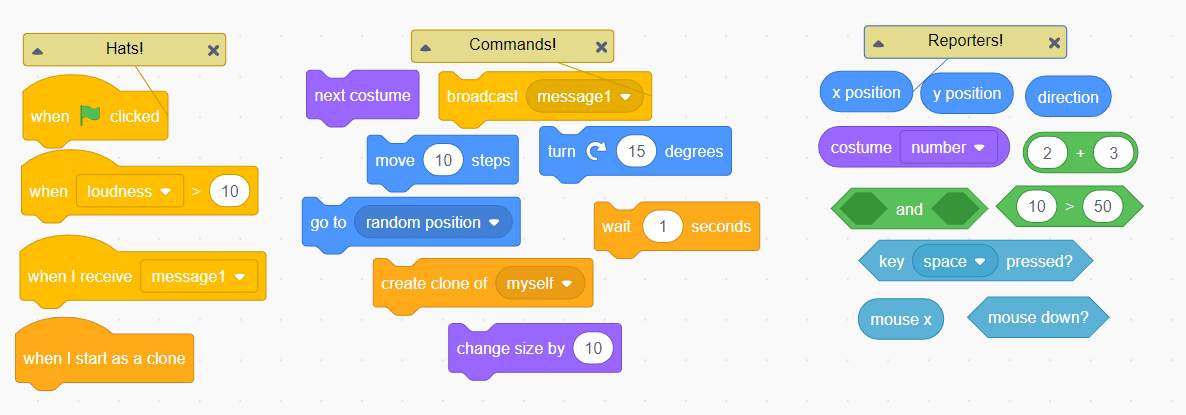 Hats!
when clicked
when loudness > 10
when I receive message1
when I start as a clone
Commands!
next costume
broadcast message1
move 10 steps
turn 15 degrees
go to random position
wait 1 seconds
create clone of myself
change size by 10
Reporters!
x position
y position
direction
costume number
2 + 3
and
10 > 50
key space pressed?
mouse x
mouse down?